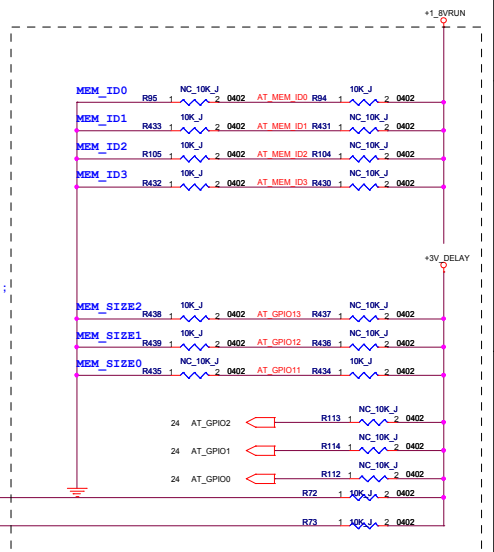 +1_8VRUN
MEM_ID0 NC_10K_J 10K_J
R95 1 2 0402 AT_MEM_ID0 R94 1 2 0402
MEM_ID1 10K_J NC_10K_J
R433 1 2 0402 AT_MEM_ID1 R431 1 2 0402
MEM_ID2 10K_J NC_10K_J
R105 1 2 0402 AT_MEM_ID2 R104 1 2 0402
MEM_ID3 10K_J NC_10K_J
R432 1 2 0402 AT_MEM_ID3 R430 1 2 0402
+3V_DELAY
MEM_SIZE2 10K_J NC_10K_J
R438 1 2 0402 AT_GPIO13 R437 1 2 0402
MEM_SIZE1 10K_J NC_10K_J
R439 1 2 0402 AT_GPIO12 R436 1 2 0402
MEM_SIZE0 NC_10K_J 10K_J
R435 1 2 0402 AT_GPIO11 R434 1 2 0402
NC_10K_J
24 AT_GPIO2 R113 1 2 0402
NC_10K_J
24 AT_GPIO1 R114 1 2 0402
NC_10K_J
24 AT_GPIO0 R112 1 2 0402
R72 1 10K_J 2 0402
R73 1 10K_J 2 0402